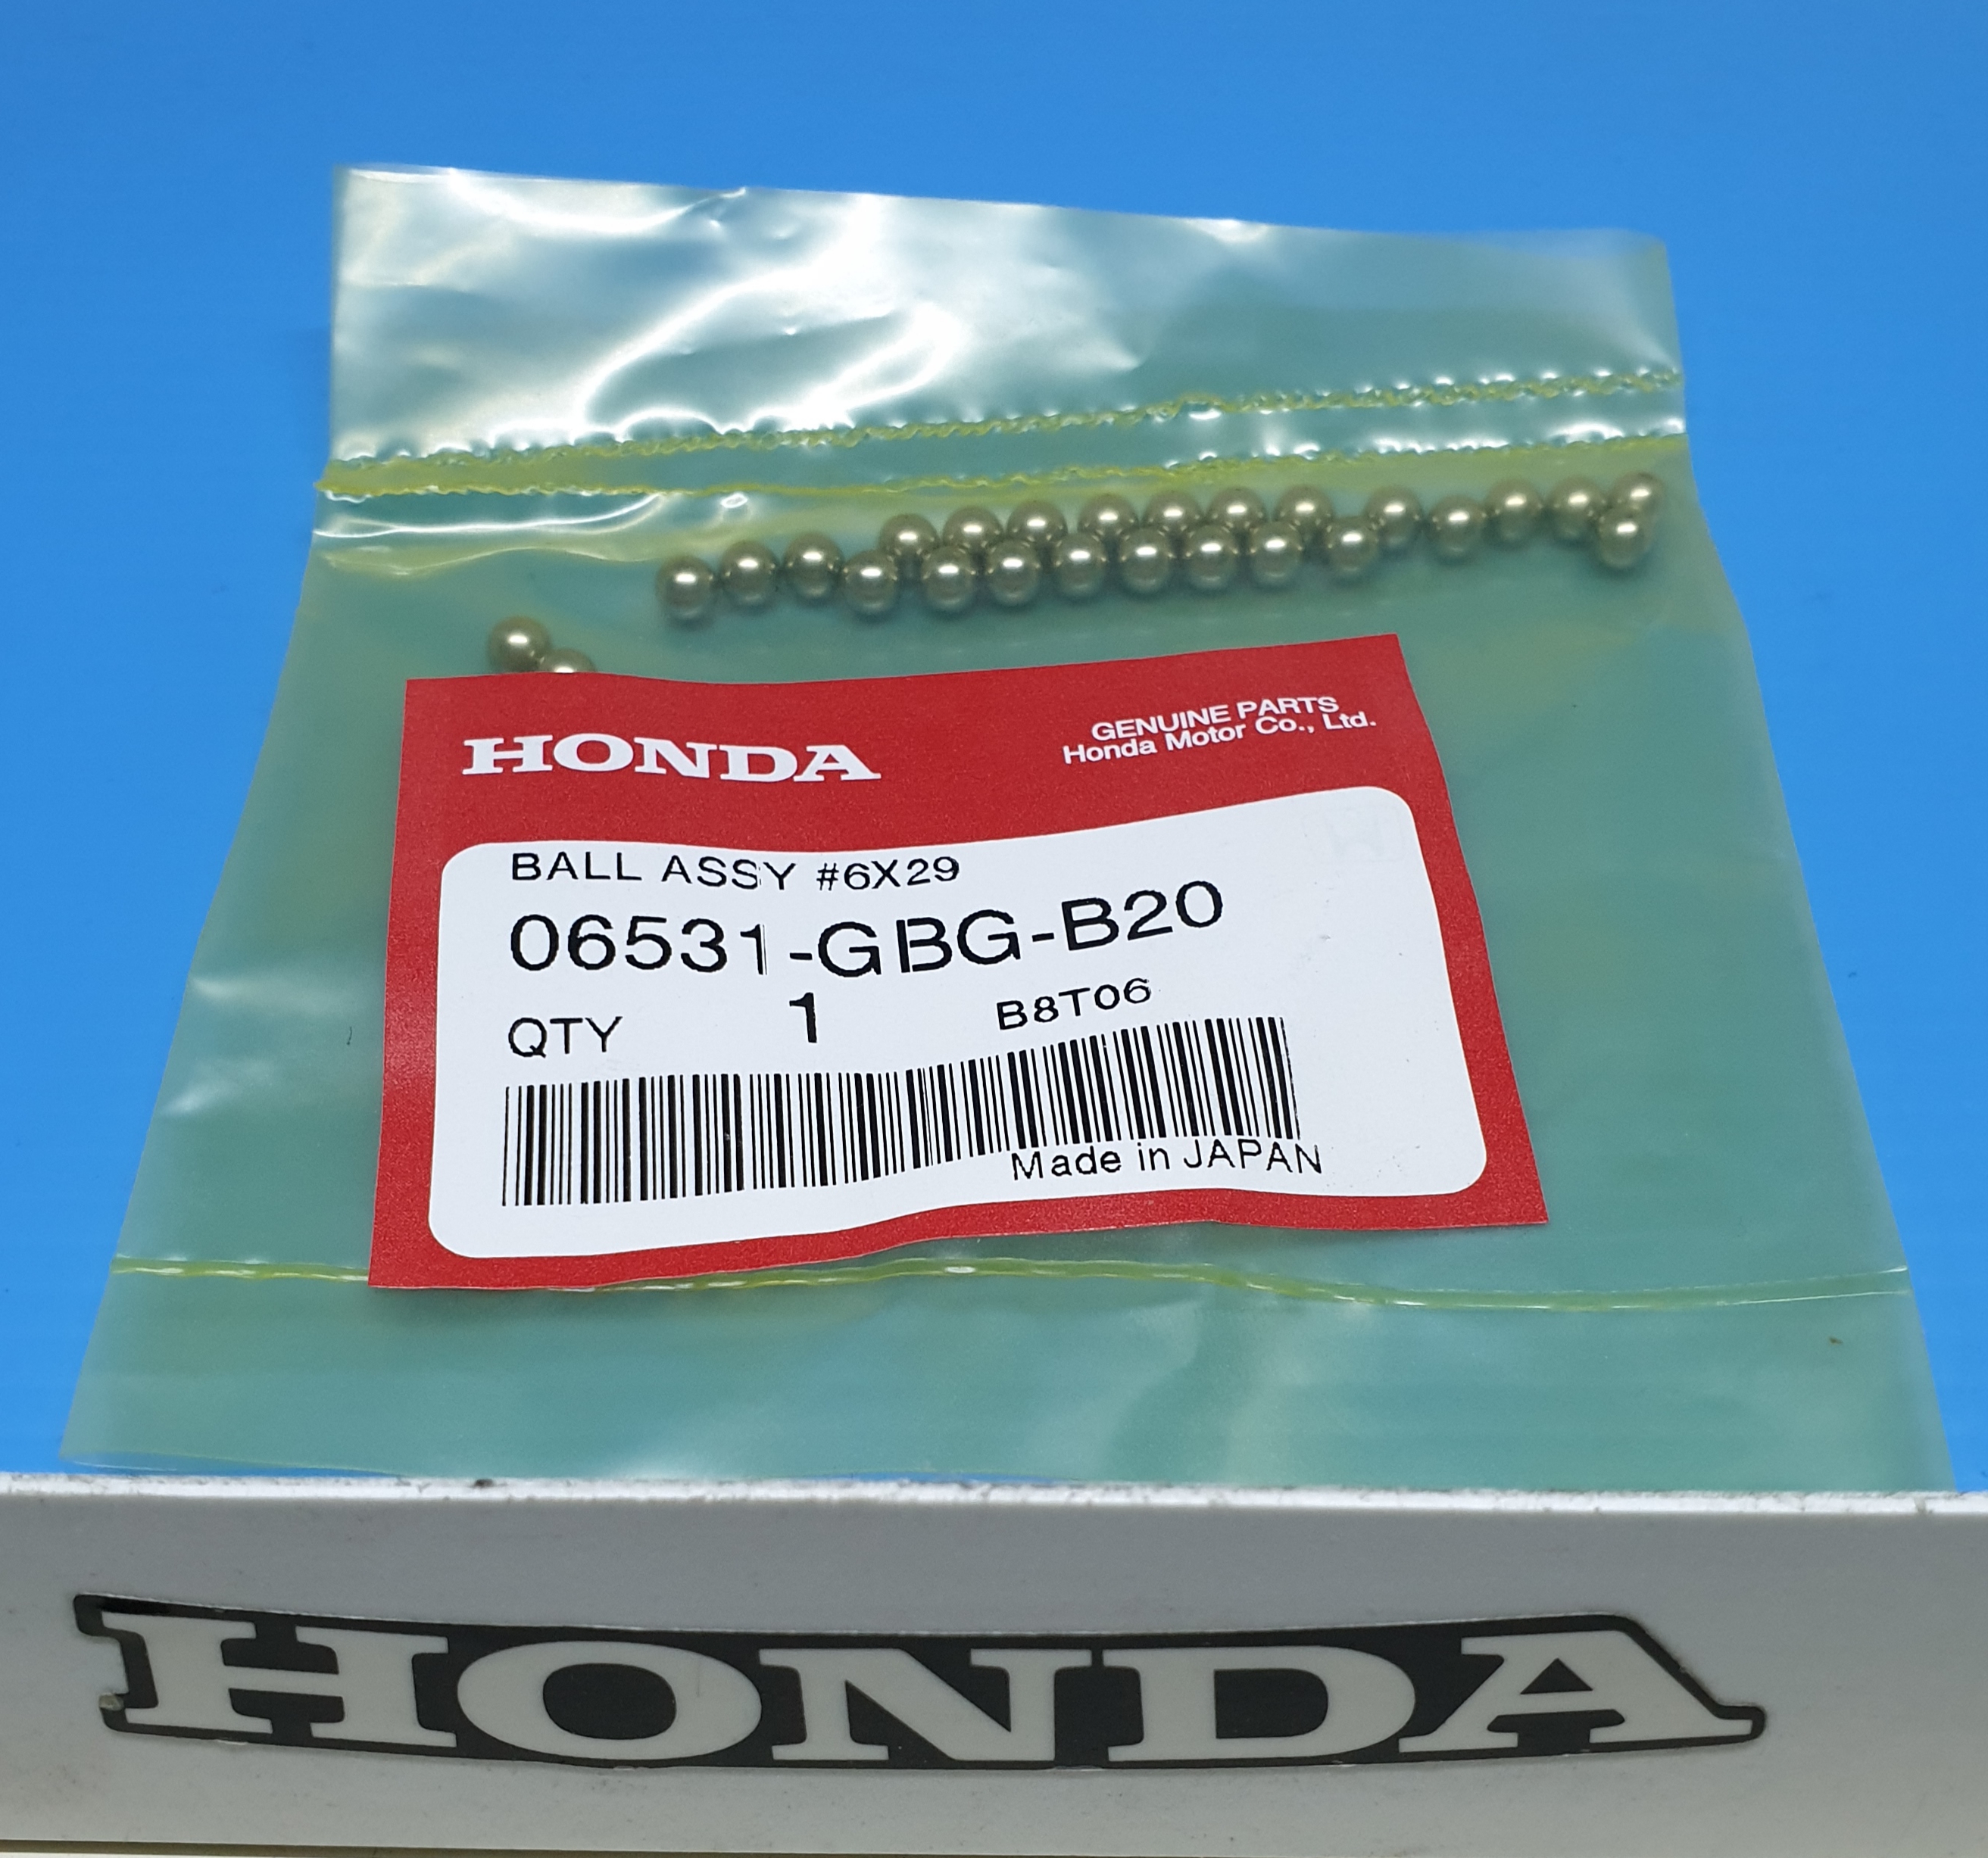 HONDA
GENUINE PARTS
Honda Motor Co., Ltd.
BALL ASSY #6X29
06531-GBG-B20
QTY 1 B8T06
Made in JAPAN
HONDA